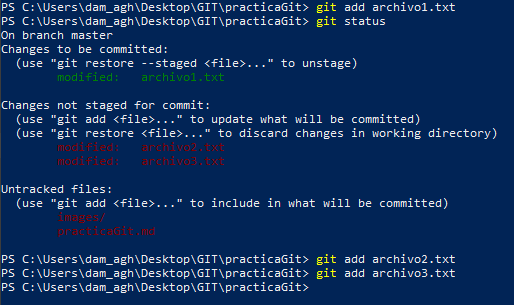 PS C:\Users\dam_agh\Desktop\GIT\practicaGit> git add archivo1.txt
PS C:\Users\dam_agh\Desktop\GIT\practicaGit> git status
On branch master
Changes to be committed:
  (use "git restore --staged <file>..." to unstage)
        modified:   archivo1.txt

Changes not staged for commit:
  (use "git add <file>..." to update what will be committed)
  (use "git restore <file>..." to discard changes in working directory)
        modified:   archivo2.txt
        modified:   archivo3.txt

Untracked files:
  (use "git add <file>..." to include in what will be committed)
        images/
        practicaGit.md

PS C:\Users\dam_agh\Desktop\GIT\practicaGit> git add archivo2.txt
PS C:\Users\dam_agh\Desktop\GIT\practicaGit> git add archivo3.txt
PS C:\Users\dam_agh\Desktop\GIT\practicaGit>